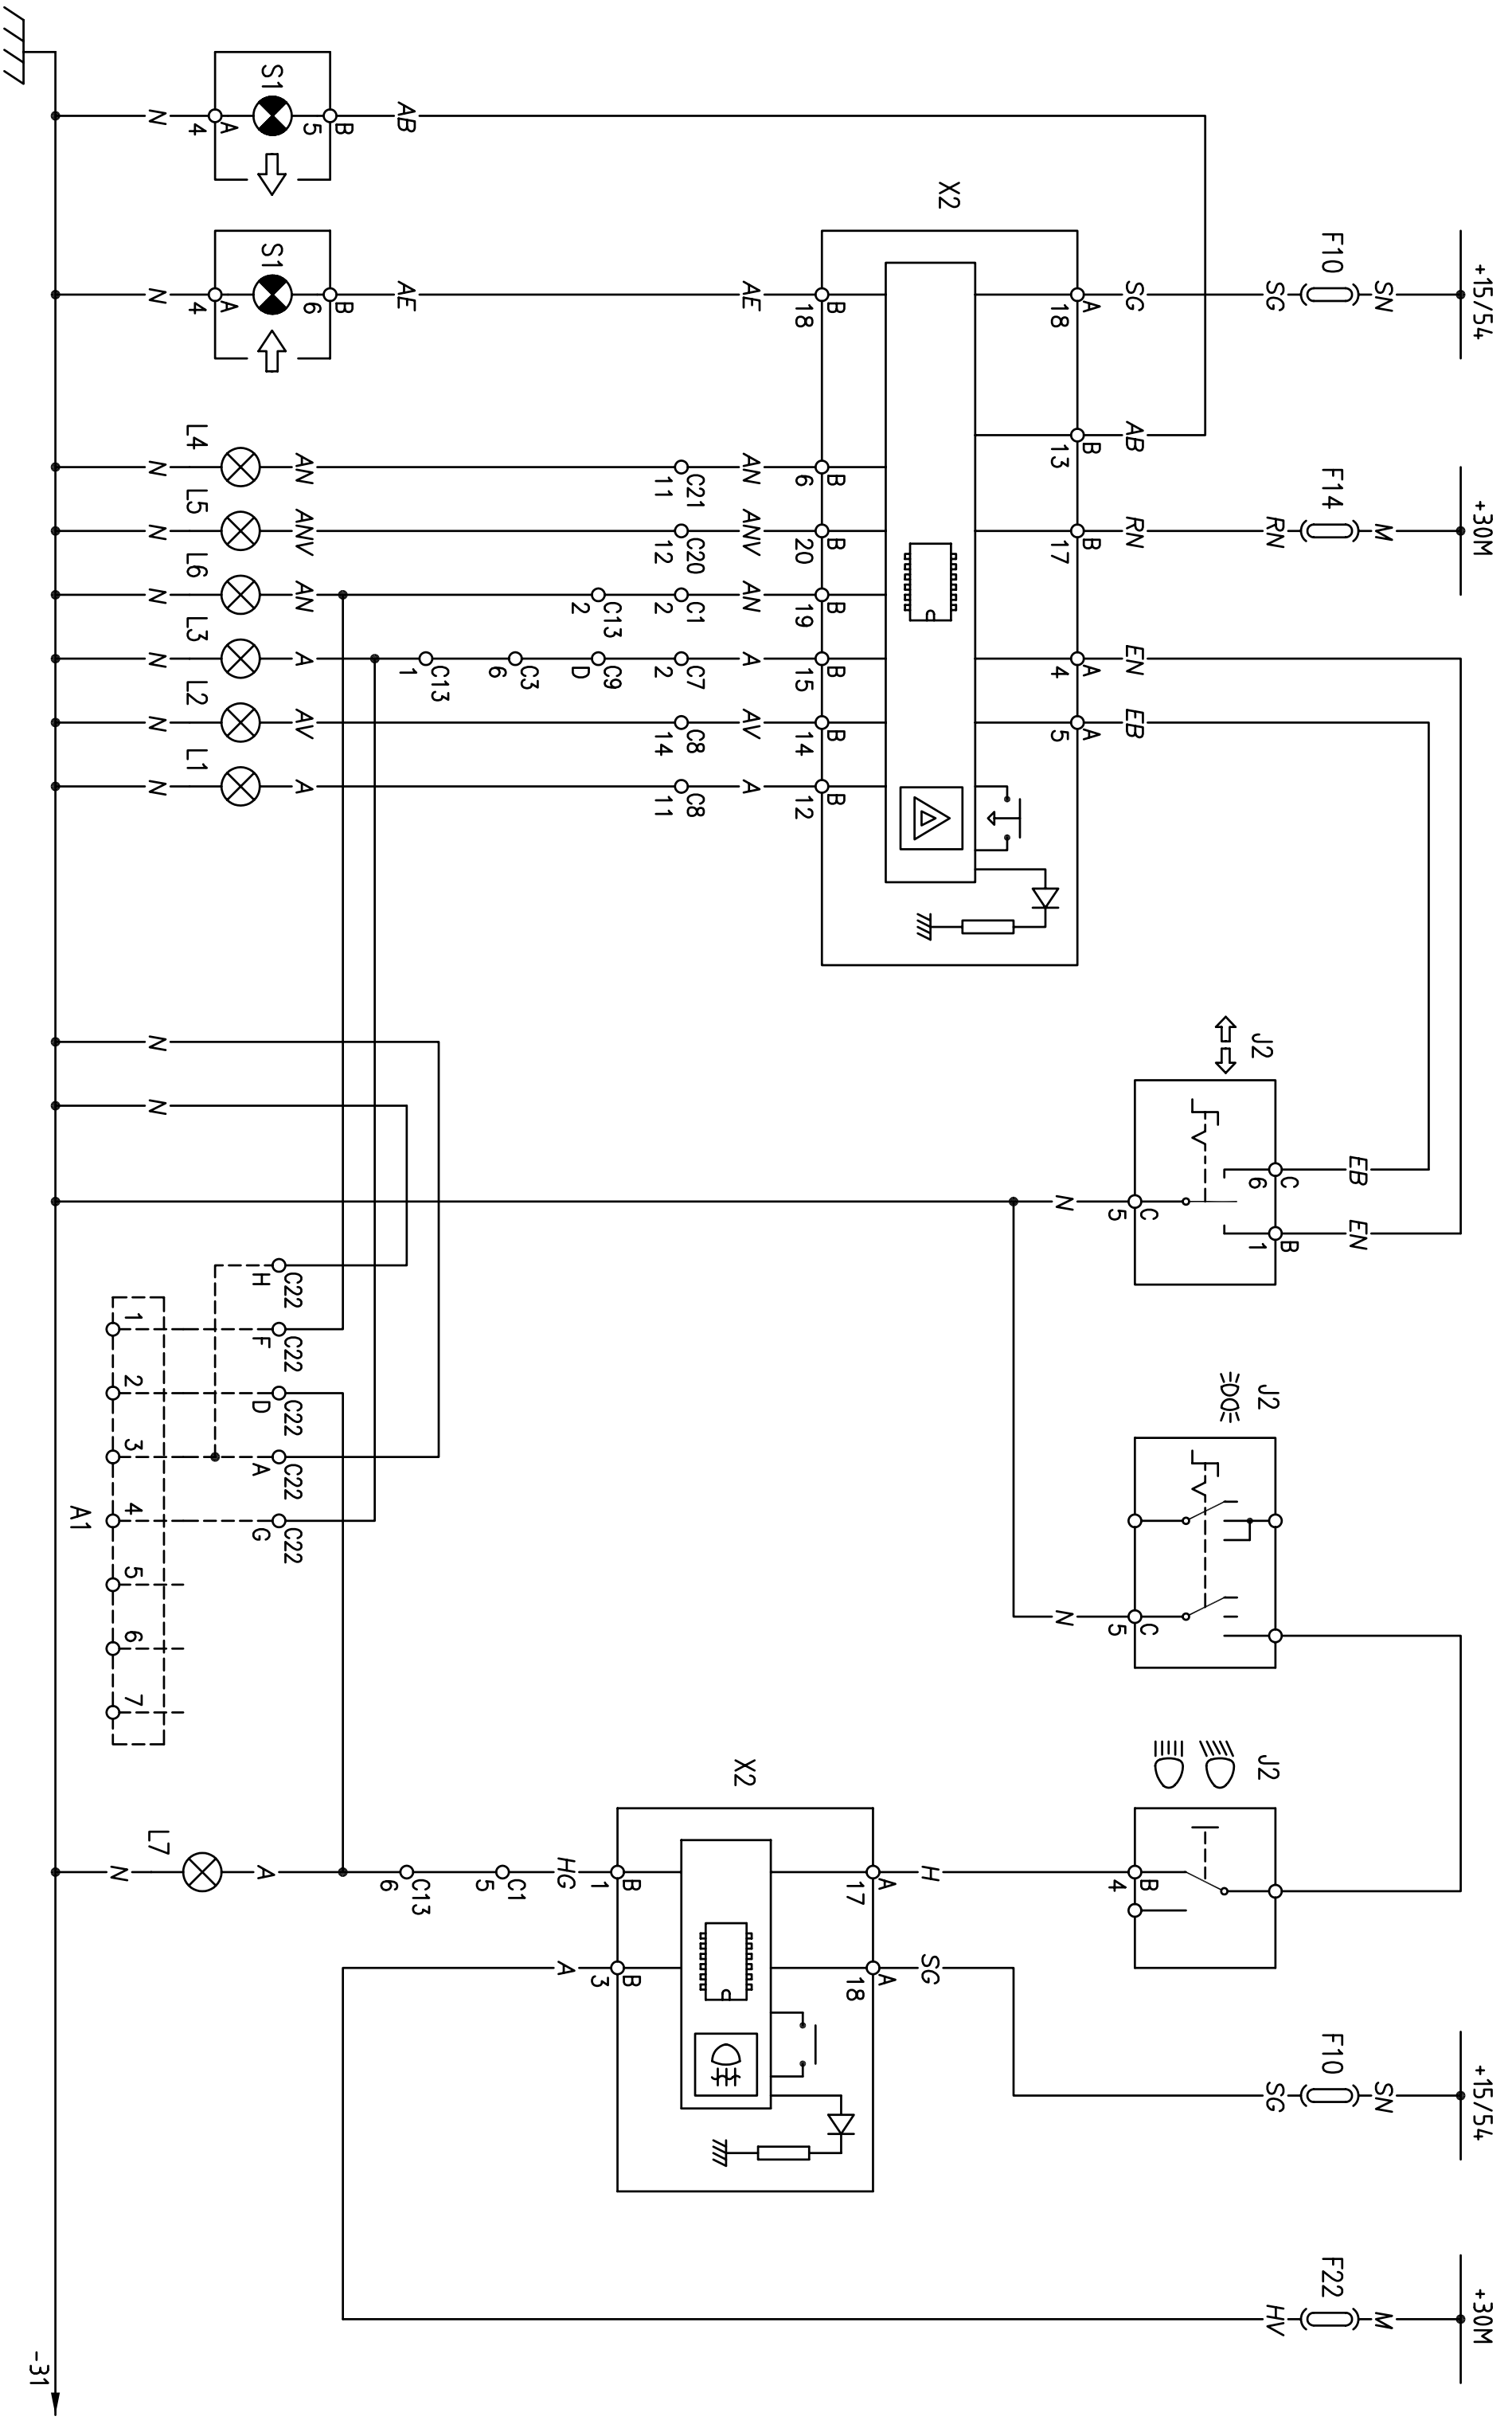 +15/54 +30M +15/54 +30M
SN M SN M
F10 F14 F10 F22
SG RN SG HV
EB EN
J2 J2 J2
C B
6 1
C C B
5 5 4
SG AB RN EN EB
N N
A B B A A
18 13 17 4 5
X2
H SG
A A
17 18
B B B B B B B
18 6 20 19 15 14 12
AE AN ANV AN A AV A
X2
C21 C20 C1 C7 C8 C8
11 12 2 2 14 11
B B
1 3
C13 C9
2 D
HG A
C3 C1
6 5
C13 C13
1 6
AB AE
B B
5 6
AN ANV AN A AV A
C22 C22 C22 C22 C22
H F D A G
S1 S1
A
A A
4 4
L4 L5 L6 L3 L2 L1
L7
N N N N N N N N N N
1 2 3 4 5 6 7
N
A1
-31